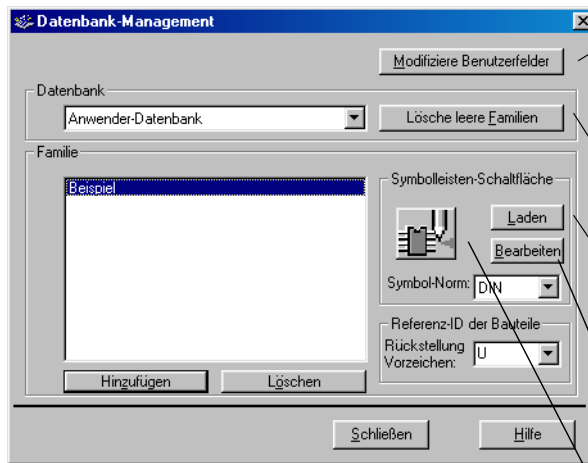 Datenbank-Management
Modifiziere Benutzerfelder
Datenbank
Anwender-Datenbank
Lösche leere Familien
Familie
Beispiel
Symbolleisten-Schaltfläche
Laden
Bearbeiten
Symbol-Norm: DIN
Referenz-ID der Bauteile
Rückstellung
Vorzeichen:
U
Hinzufügen
Löschen
Schließen
Hilfe